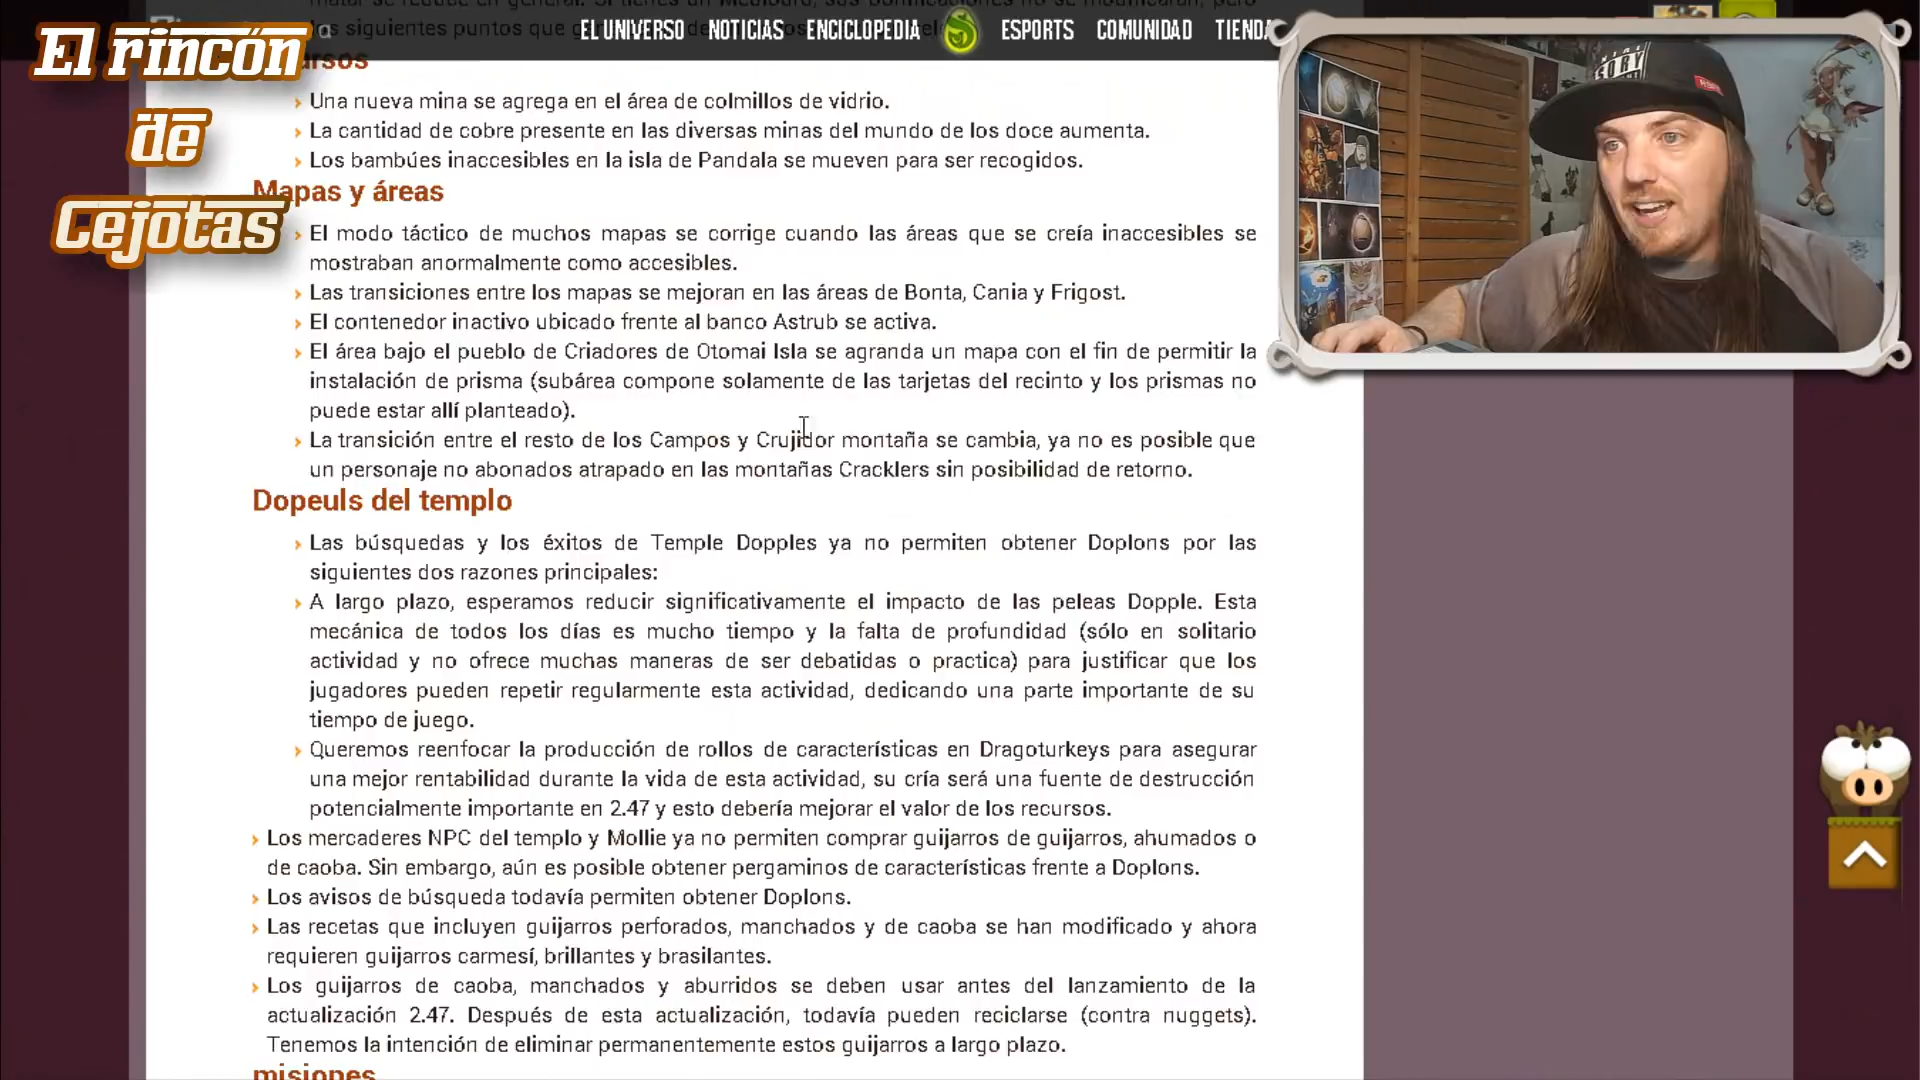 El rincón
de
Cejotas
EL UNIVERSO NOTICIAS ENCICLOPEDIA ESPORTS COMUNIDAD TIENDA
siguientes puntos que
Una nueva mina se agrega en el área de colmillos de vidrio.
La cantidad de cobre presente en las diversas minas del mundo de los doce aumenta.
Los bambúes inaccesibles en la isla de Pandala se mueven para ser recogidos.
Mapas y áreas
El modo táctico de muchos mapas se corrige cuando las áreas que se creía inaccesibles se
mostraban anormalmente como accesibles.
Las transiciones entre los mapas se mejoran en las áreas de Bonta, Cania y Frigost.
El contenedor inactivo ubicado frente al banco Astrub se activa.
El área bajo el pueblo de Criadores de Otomai Isla se agranda un mapa con el fin de permitir la
instalación de prisma (subárea compone solamente de las tarjetas del recinto y los prismas no
puede estar allí planteado).
La transición entre el resto de los Campos y Crujidor montaña se cambia, ya no es posible que
un personaje no abonados atrapado en las montañas Cracklers sin posibilidad de retorno.
Dopeuls del templo
Las búsquedas y los éxitos de Temple Dopples ya no permiten obtener Doplons por las
siguientes dos razones principales:
A largo plazo, esperamos reducir significativamente el impacto de las peleas Dopple. Esta
mecánica de todos los días es mucho tiempo y la falta de profundidad (sólo en solitario
actividad y no ofrece muchas maneras de ser debatidas o practica) para justificar que los
jugadores pueden repetir regularmente esta actividad, dedicando una parte importante de su
tiempo de juego.
Queremos reenfocar la producción de rollos de características en Dragoturkeys para asegurar
una mejor rentabilidad durante la vida de esta actividad, su cría será una fuente de destrucción
potencialmente importante en 2.47 y esto debería mejorar el valor de los recursos.
Los mercaderes NPC del templo y Mollie ya no permiten comprar guijarros de guijarros, ahumados o
de caoba. Sin embargo, aún es posible obtener pergaminos de características frente a Doplons.
Los avisos de búsqueda todavía permiten obtener Doplons.
Las recetas que incluyen guijarros perforados, manchados y de caoba se han modificado y ahora
requieren guijarros carmesí, brillantes y brasilantes.
Los guijarros de caoba, manchados y aburridos se deben usar antes del lanzamiento de la
actualización 2.47. Después de esta actualización, todavía pueden reciclarse (contra nuggets).
Tenemos la intención de eliminar permanentemente estos guijarros a largo plazo.
misiones